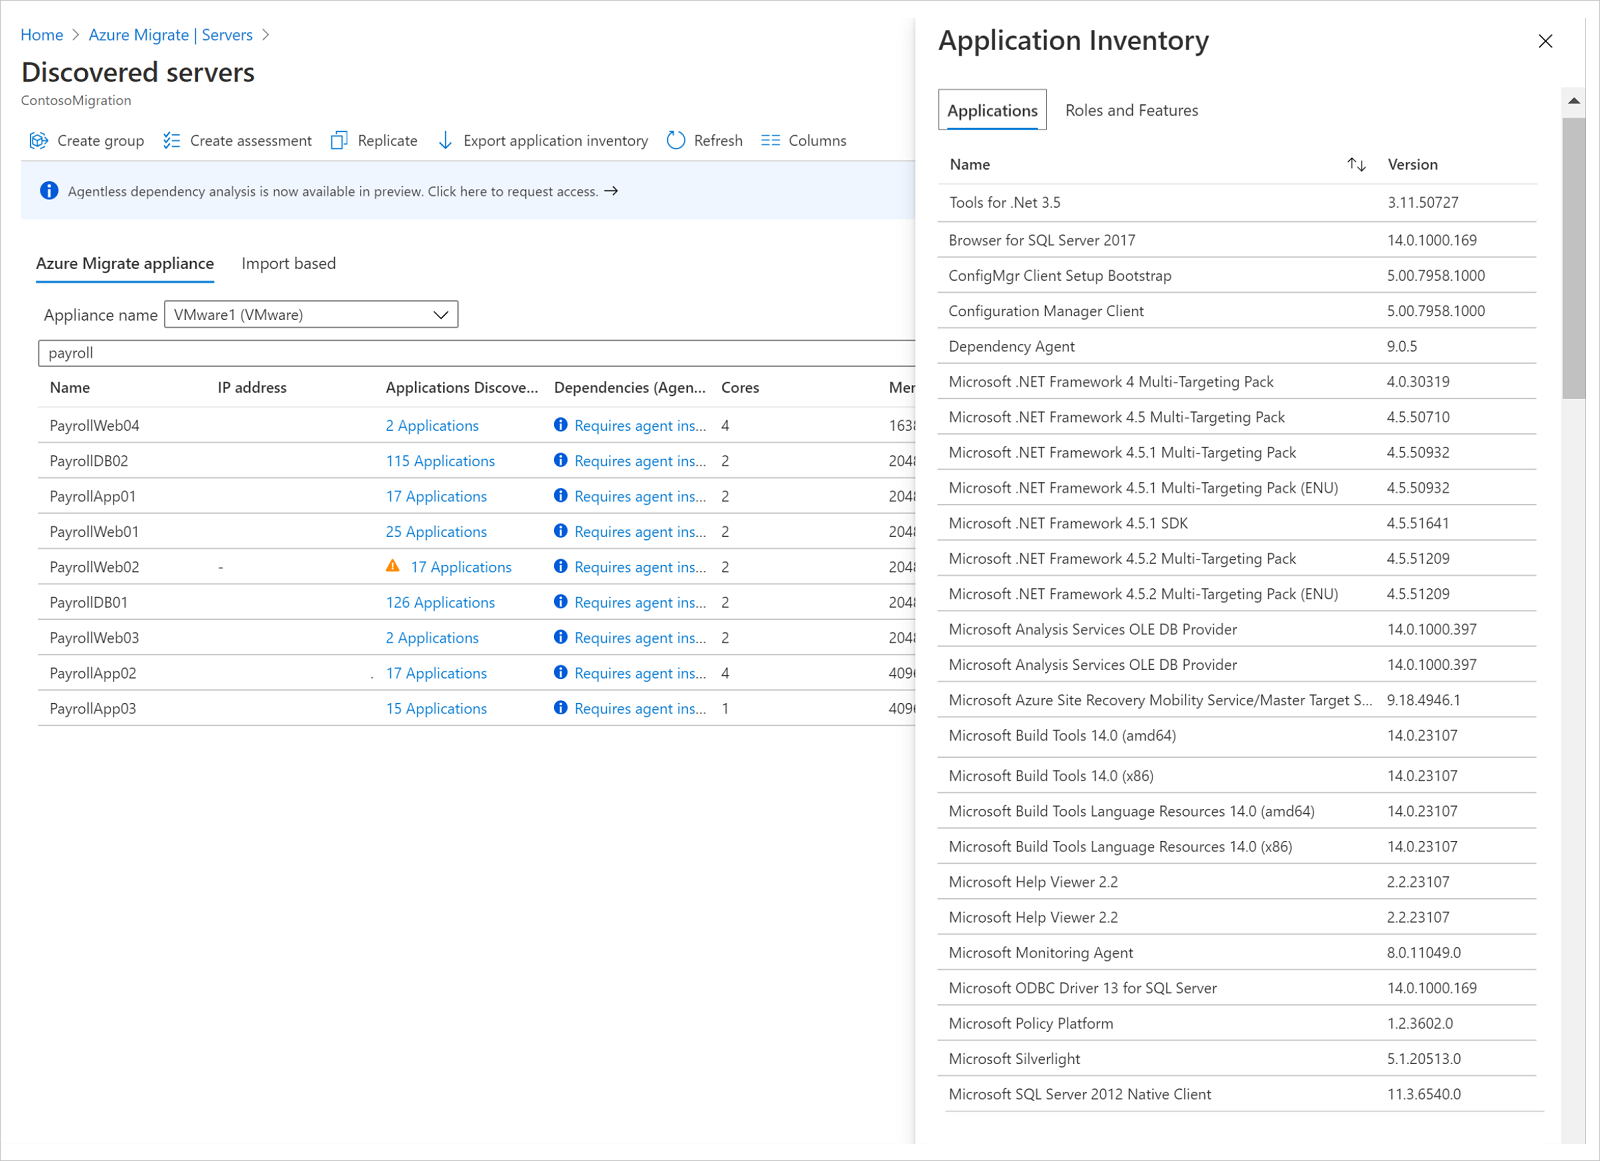 Home > Azure Migrate | Servers >
Discovered servers
ContosoMigration
Create group Create assessment Replicate Export application inventory Refresh Columns
Agentless dependency analysis is now available in preview. Click here to request access. →
Azure Migrate appliance Import based
Appliance name VMware1 (VMware)
payroll
Name IP address Applications Discove... Dependencies (Agen... Cores Mer
PayrollWeb04 2 Applications Requires agent ins... 4 1638
PayrollDB02 115 Applications Requires agent ins... 2 2048
PayrollApp01 17 Applications Requires agent ins... 2 2048
PayrollWeb01 25 Applications Requires agent ins... 2 2048
PayrollWeb02 - 17 Applications Requires agent ins... 2 2048
PayrollDB01 126 Applications Requires agent ins... 2 2048
PayrollWeb03 2 Applications Requires agent ins... 2 2048
PayrollApp02 . 17 Applications Requires agent ins... 4 4096
PayrollApp03 15 Applications Requires agent ins... 1 4096
Application Inventory
Applications Roles and Features
Name Version
Tools for .Net 3.5 3.11.50727
Browser for SQL Server 2017 14.0.1000.169
ConfigMgr Client Setup Bootstrap 5.00.7958.1000
Configuration Manager Client 5.00.7958.1000
Dependency Agent 9.0.5
Microsoft .NET Framework 4 Multi-Targeting Pack 4.0.30319
Microsoft .NET Framework 4.5 Multi-Targeting Pack 4.5.50710
Microsoft .NET Framework 4.5.1 Multi-Targeting Pack 4.5.50932
Microsoft .NET Framework 4.5.1 Multi-Targeting Pack (ENU) 4.5.50932
Microsoft .NET Framework 4.5.1 SDK 4.5.51641
Microsoft .NET Framework 4.5.2 Multi-Targeting Pack 4.5.51209
Microsoft .NET Framework 4.5.2 Multi-Targeting Pack (ENU) 4.5.51209
Microsoft Analysis Services OLE DB Provider 14.0.1000.397
Microsoft Analysis Services OLE DB Provider 14.0.1000.397
Microsoft Azure Site Recovery Mobility Service/Master Target S... 9.18.4946.1
Microsoft Build Tools 14.0 (amd64) 14.0.23107
Microsoft Build Tools 14.0 (x86) 14.0.23107
Microsoft Build Tools Language Resources 14.0 (amd64) 14.0.23107
Microsoft Build Tools Language Resources 14.0 (x86) 14.0.23107
Microsoft Help Viewer 2.2 2.2.23107
Microsoft Help Viewer 2.2 2.2.23107
Microsoft Monitoring Agent 8.0.11049.0
Microsoft ODBC Driver 13 for SQL Server 14.0.1000.169
Microsoft Policy Platform 1.2.3602.0
Microsoft Silverlight 5.1.20513.0
Microsoft SQL Server 2012 Native Client 11.3.6540.0